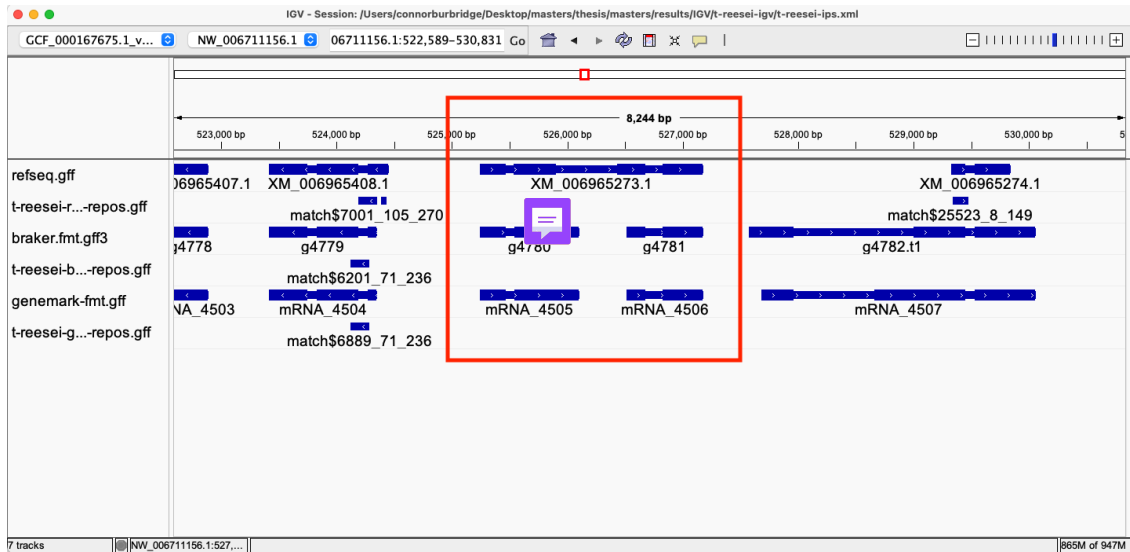 IGV - Session: /Users/connorburbridge/Desktop/masters/thesis/masters/results/IGV/t-reesei-igv/t-reesei-ips.xml
GCF_000167675.1_v... NW_006711156.1 06711156.1:522,589-530,831 Go
8,244 bp
523,000 bp 524,000 bp 525,000 bp 526,000 bp 527,000 bp 528,000 bp 529,000 bp 530,000 bp 5
refseq.gff
06965407.1 XM_006965408.1 XM_006965273.1 XM_006965274.1
t-reesei-r...-repos.gff
match$7001_105_270 match$25523_8_149
braker.fmt.gff3
g4778 g4779 g4780 g4781 g4782.t1
t-reesei-b...-repos.gff
match$6201_71_236
genemark-fmt.gff
NA_4503 mRNA_4504 mRNA_4505 mRNA_4506 mRNA_4507
t-reesei-g...-repos.gff
match$6889_71_236
7 tracks NW_006711156.1:527,... 865M of 947M